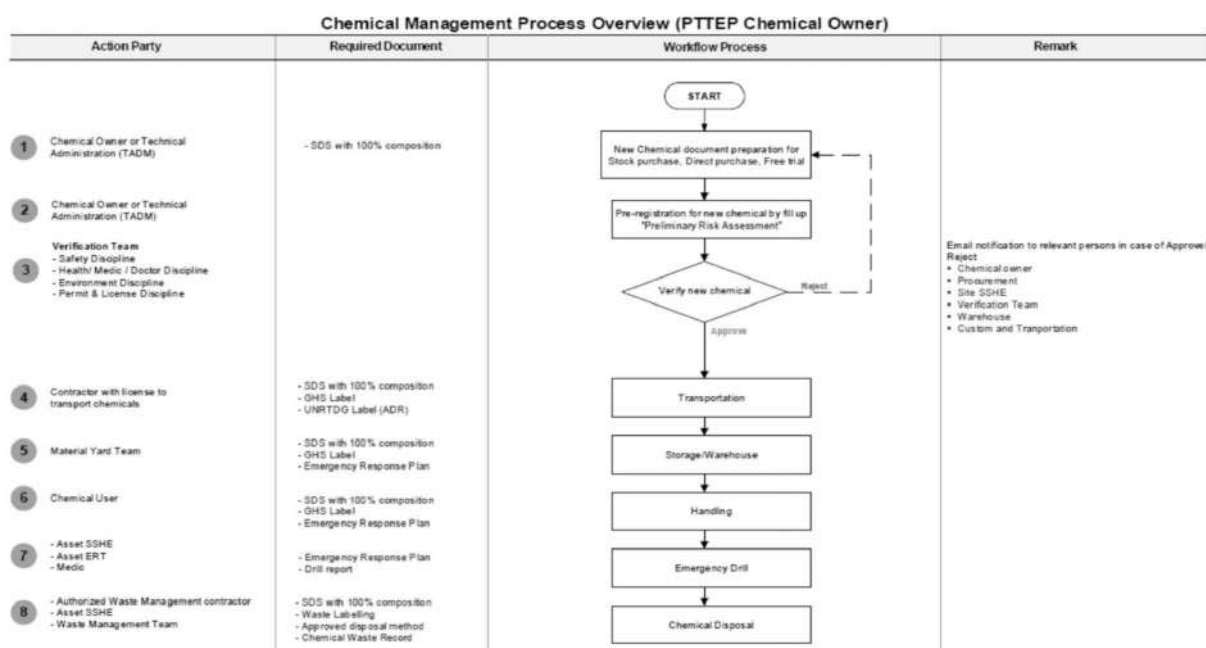 Chemical Management Process Overview (PTTEP Chemical Owner)
Action Party
Required Document
Workflow Process
Remark
START
1
Chemical Owner or Technical
Administration (TADM)
- SDS with 100% composition
New Chemical document preparation for
Stock purchase, Direct purchase, Free trial
2
Chemical Owner or Technical
Administration (TADM)
Pre-registration for new chemical by fill up
"Preliminary Risk Assessment"
3
Verification Team
- Safety Discipline
- Health/ Medic / Doctor Discipline
- Environment Discipline
- Permit & License Discipline
Verify new chemical
Reject
Approve
Email notification to relevant persons in case of Approve/
Reject
• Chemical owner
• Procurement
• Site SSHE
• Verification Team
• Warehouse
• Custom and Tranportation
4
Contractor with license to
transport chemicals
- SDS with 100% composition
- GHS Label
- UNRTDG Label (ADR)
Transportation
5
Material Yard Team
- SDS with 100% composition
- GHS Label
- Emergency Response Plan
Storage/Warehouse
6
Chemical User
- SDS with 100% composition
- GHS Label
- Emergency Response Plan
Handling
7
- Asset SSHE
- Asset ERT
- Medic
- Emergency Response Plan
- Drill report
Emergency Drill
8
- Authorized Waste Management contractor
- Asset SSHE
- Waste Management Team
- SDS with 100% composition
- Waste Labelling
- Approved disposal method
- Chemical Waste Record
Chemical Disposal